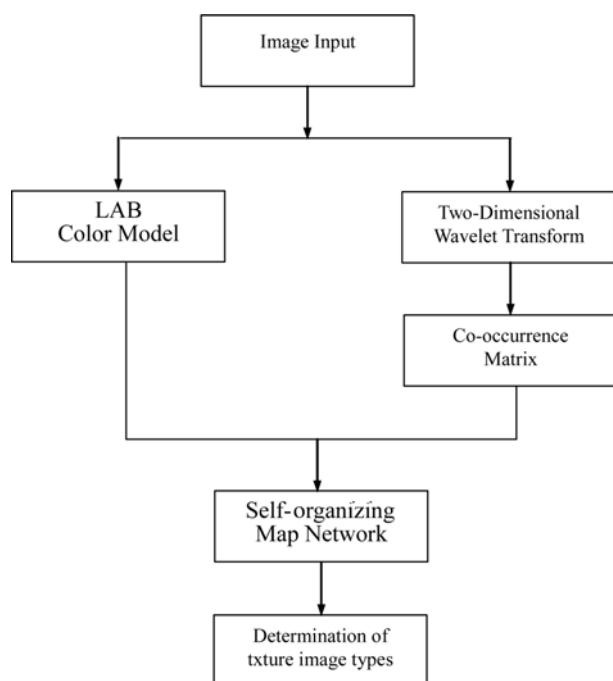 Image Input
LAB
Color Model
Two-Dimensional
Wavelet Transform
Co-occurrence
Matrix
Self-organizing
Map Network
Determination of
txture image types